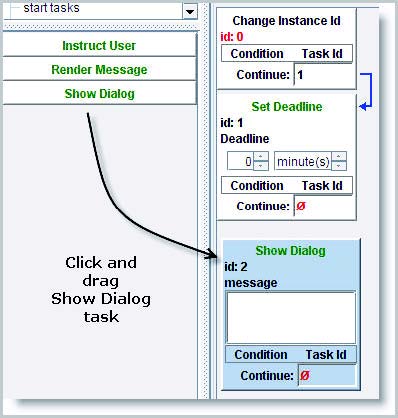 start tasks
Instruct User
Render Message
Show Dialog
Click and
drag
Show Dialog
task
Change Instance Id
id: 0
Condition Task Id
Continue: 1
Set Deadline
id: 1
Deadline
0 minute(s)
Condition Task Id
Continue: Ø
Show Dialog
id: 2
message
Condition Task Id
Continue: Ø